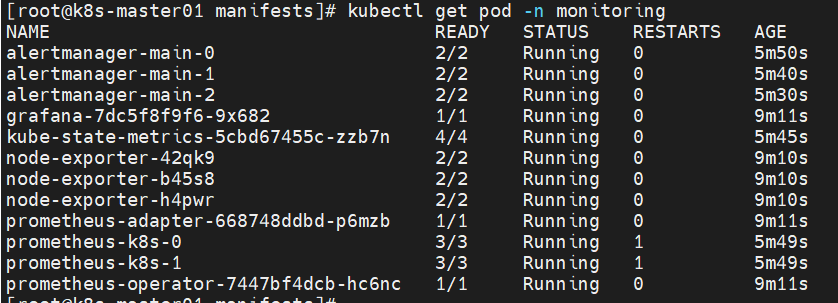 [root@k8s-master01 manifests]# kubectl get pod -n monitoring
NAME READY STATUS RESTARTS AGE
alertmanager-main-0 2/2 Running 0 5m50s
alertmanager-main-1 2/2 Running 0 5m40s
alertmanager-main-2 2/2 Running 0 5m30s
grafana-7dc5f8f9f6-9x682 1/1 Running 0 9m11s
kube-state-metrics-5cbd67455c-zzb7n 4/4 Running 0 5m45s
node-exporter-42qk9 2/2 Running 0 9m10s
node-exporter-b45s8 2/2 Running 0 9m10s
node-exporter-h4pwr 2/2 Running 0 9m10s
prometheus-adapter-668748ddbd-p6mzb 1/1 Running 0 9m11s
prometheus-k8s-0 3/3 Running 1 5m49s
prometheus-k8s-1 3/3 Running 1 5m49s
prometheus-operator-7447bf4dcb-hc6nc 1/1 Running 0 9m11s
[root@k8s-master01 manifests]#